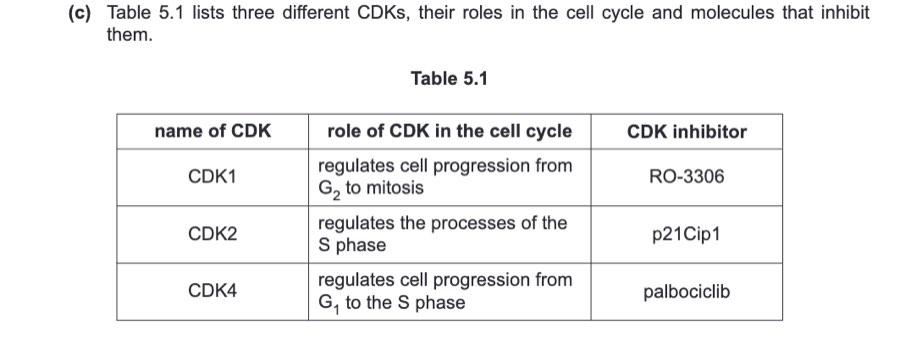 (c) Table 5.1 lists three different CDKs, their roles in the cell cycle and molecules that inhibit
them.
Table 5.1
name of CDK role of CDK in the cell cycle CDK inhibitor
CDK1 regulates cell progression from RO-3306
G₂ to mitosis
CDK2 regulates the processes of the p21Cip1
S phase
CDK4 regulates cell progression from palbociclib
G₁ to the S phase